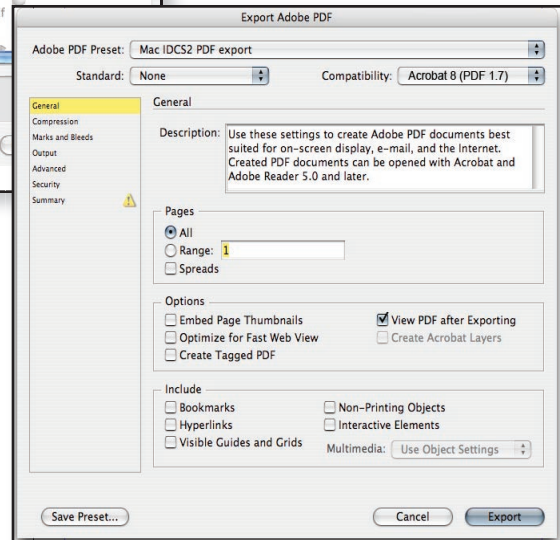 Export Adobe PDF
Adobe PDF Preset: Mac IDCS2 PDF export
Standard: None Compatibility: Acrobat 8 (PDF 1.7)
General
Compression
Marks and Bleeds
Output
Advanced
Security
Summary
General
Description: Use these settings to create Adobe PDF documents best
suited for on-screen display, e-mail, and the Internet.
Created PDF documents can be opened with Acrobat and
Adobe Reader 5.0 and later.
Pages
All
Range: 1
Spreads
Options
Embed Page Thumbnails View PDF after Exporting
Optimize for Fast Web View Create Acrobat Layers
Create Tagged PDF
Include
Bookmarks Non-Printing Objects
Hyperlinks Interactive Elements
Visible Guides and Grids Multimedia: Use Object Settings
Save Preset... Cancel Export